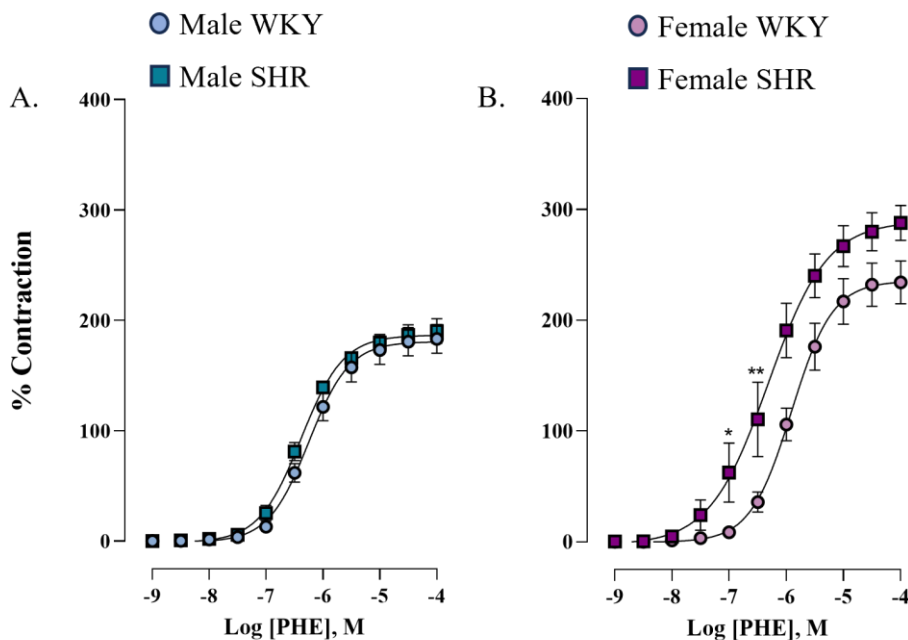 Male WKY
Male SHR
A.
400
300
200
100
0
% Contraction
-9 -8 -7 -6 -5 -4
Log [PHE], M
Female WKY
Female SHR
B.
400
300
200
100
0
* **
-9 -8 -7 -6 -5 -4
Log [PHE], M